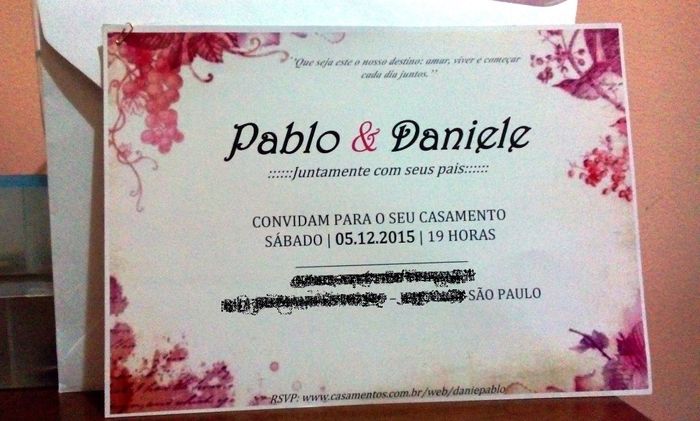 "Que seja este o nosso destino: amar, viver e começar
cada dia juntos."
Pablo & Daniele
::::::Juntamente com seus pais::::::
CONVIDAM PARA O SEU CASAMENTO
SÁBADO | 05.12.2015 | 19 HORAS
– SÃO PAULO
RSVP: www.casamentos.com.br/web/daniepablo